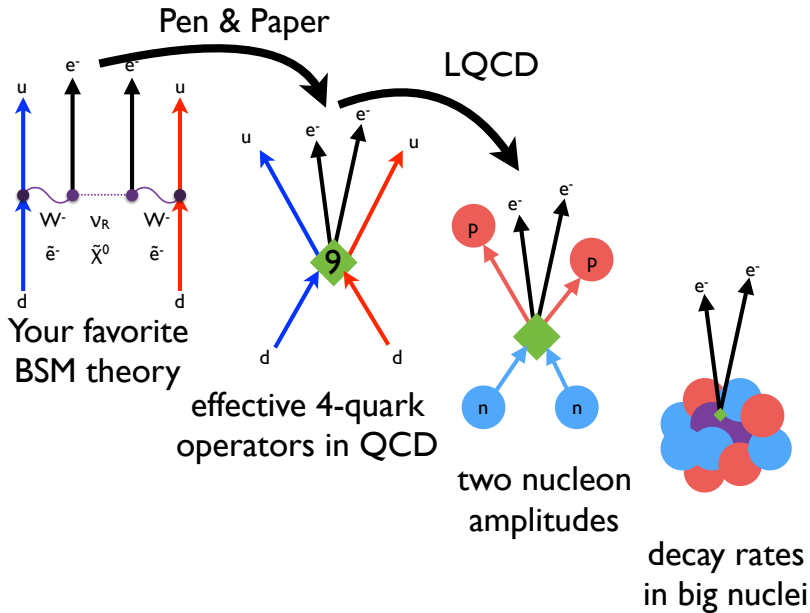 Pen & Paper
LQCD
e⁻ e⁻
u u
W⁻ νR W⁻
ẽ⁻ χ̃⁰ ẽ⁻
d d
Your favorite
BSM theory
e⁻ e⁻
u u
9
d d
effective 4-quark
operators in QCD
e⁻ e⁻
p p
n n
two nucleon
amplitudes
e⁻ e⁻
decay rates
in big nuclei